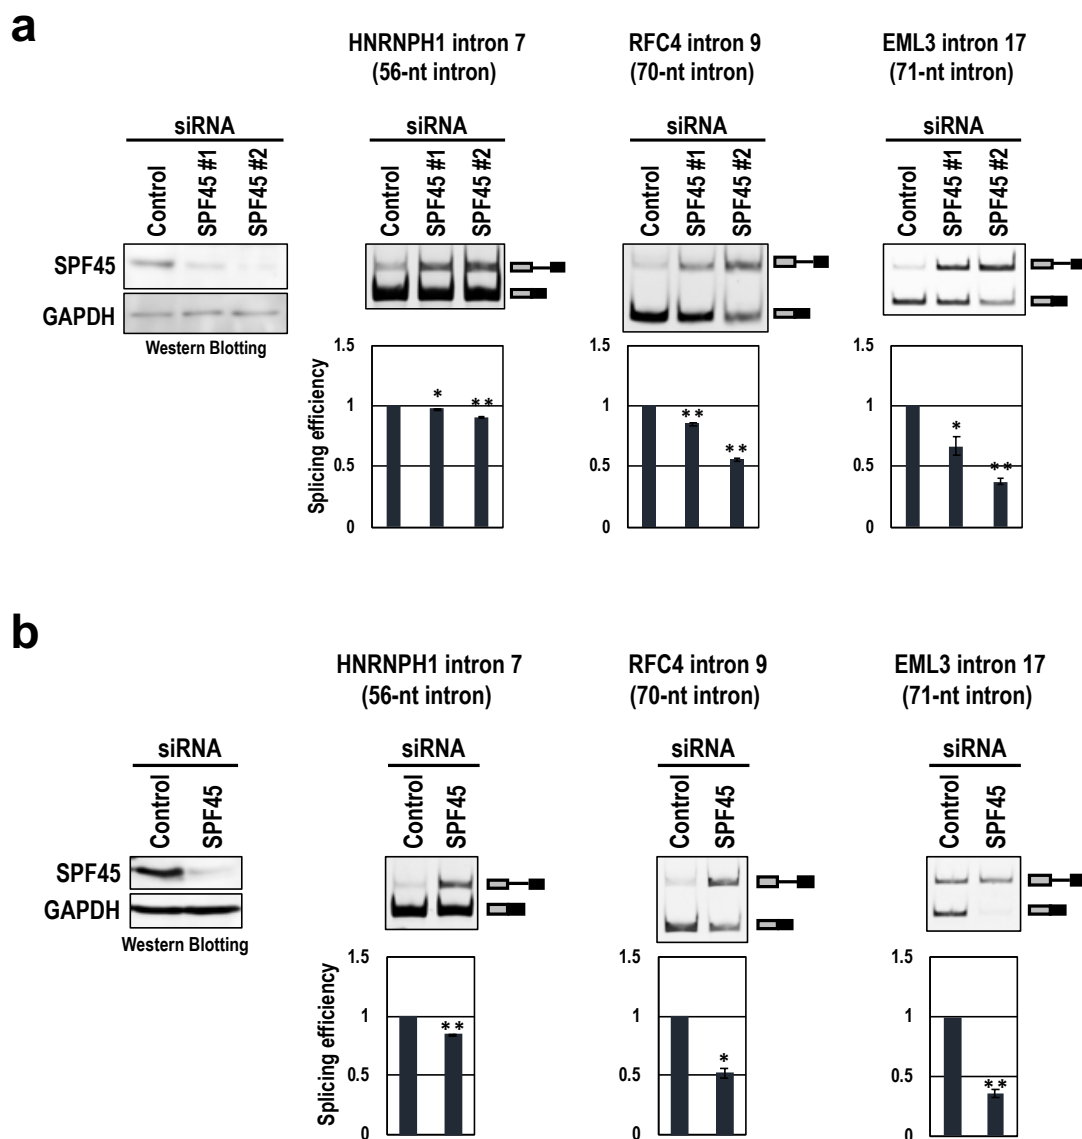 a
HNRNPH1 intron 7
(56-nt intron)
RFC4 intron 9
(70-nt intron)
EML3 intron 17
(71-nt intron)
siRNA
siRNA
siRNA
siRNA
Control
SPF45 #1
SPF45 #2
Control
SPF45 #1
SPF45 #2
Control
SPF45 #1
SPF45 #2
Control
SPF45 #1
SPF45 #2
SPF45
GAPDH
Western Blotting
Splicing efficiency
1.5
1
0.5
0
*
**
1.5
1
0.5
0
**
**
1.5
1
0.5
0
*
**
b
HNRNPH1 intron 7
(56-nt intron)
RFC4 intron 9
(70-nt intron)
EML3 intron 17
(71-nt intron)
siRNA
siRNA
siRNA
siRNA
Control
SPF45
Control
SPF45
Control
SPF45
Control
SPF45
SPF45
GAPDH
Western Blotting
Splicing efficiency
1.5
1
0.5
0
**
1.5
1
0.5
0
*
1.5
1
0.5
0
**